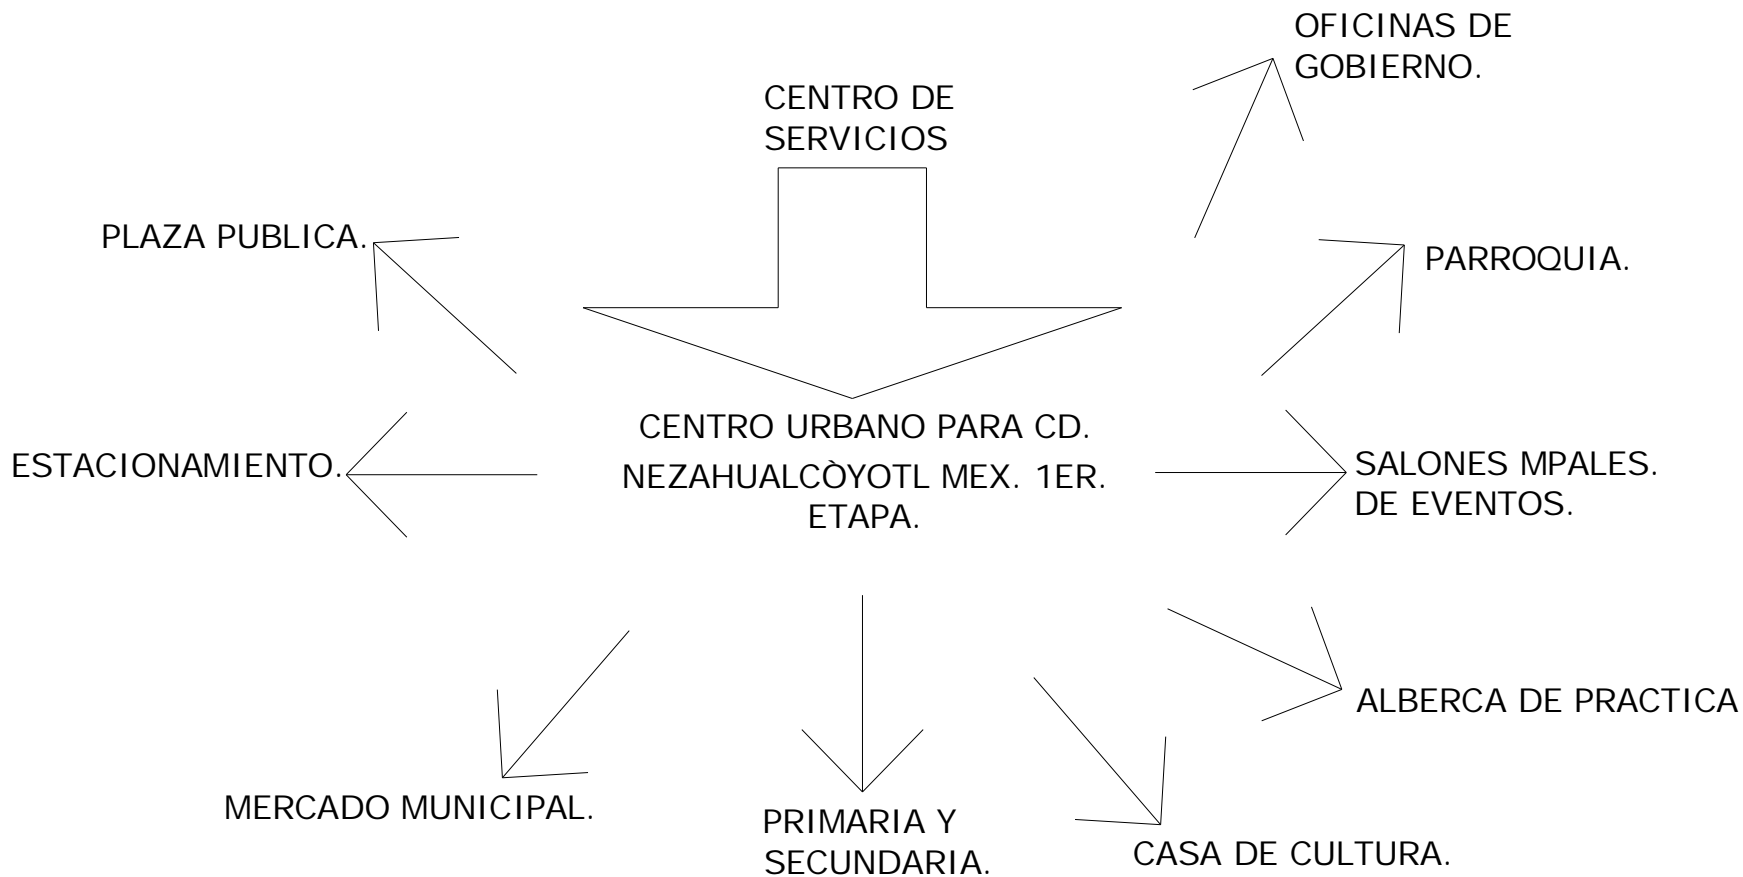 OFICINAS DE
GOBIERNO.
CENTRO DE
SERVICIOS
PLAZA PUBLICA.
PARROQUIA.
CENTRO URBANO PARA CD.
NEZAHUALCÒYOTL MEX. 1ER.
ETAPA.
ESTACIONAMIENTO.
SALONES MPALES.
DE EVENTOS.
ALBERCA DE PRACTICA
MERCADO MUNICIPAL.
PRIMARIA Y
SECUNDARIA.
CASA DE CULTURA.